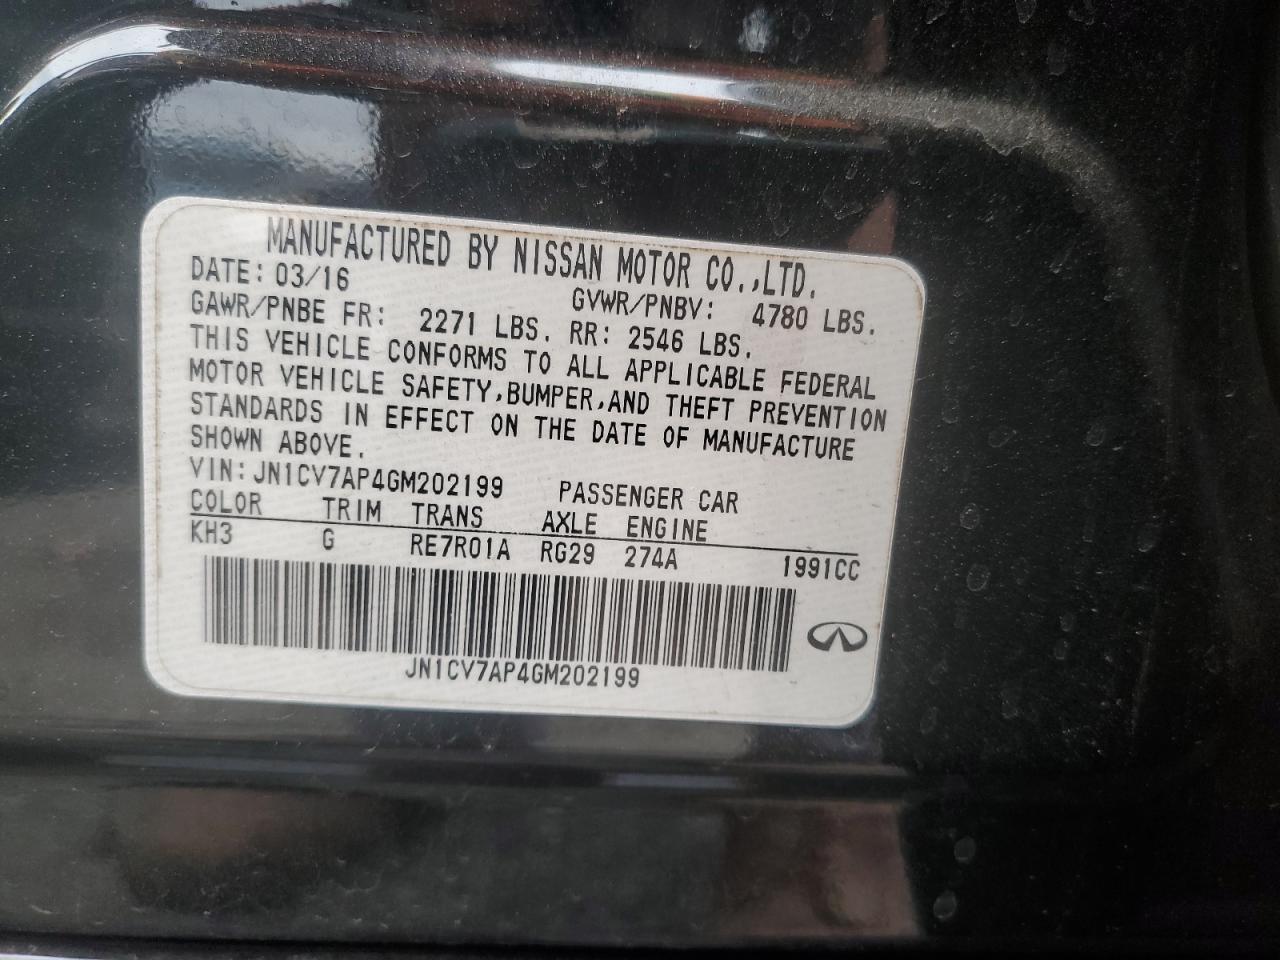 MANUFACTURED BY NISSAN MOTOR CO.,LTD.
DATE: 03/16 GVWR/PNBV: 4780 LBS.
GAWR/PNBE FR: 2271 LBS. RR: 2546 LBS.
THIS VEHICLE CONFORMS TO ALL APPLICABLE FEDERAL
MOTOR VEHICLE SAFETY,BUMPER,AND THEFT PREVENTION
STANDARDS IN EFFECT ON THE DATE OF MANUFACTURE
SHOWN ABOVE.
VIN: JN1CV7AP4GM202199 PASSENGER CAR
COLOR TRIM TRANS AXLE ENGINE
KH3 G RE7R01A RG29 274A 1991CC
JN1CV7AP4GM202199